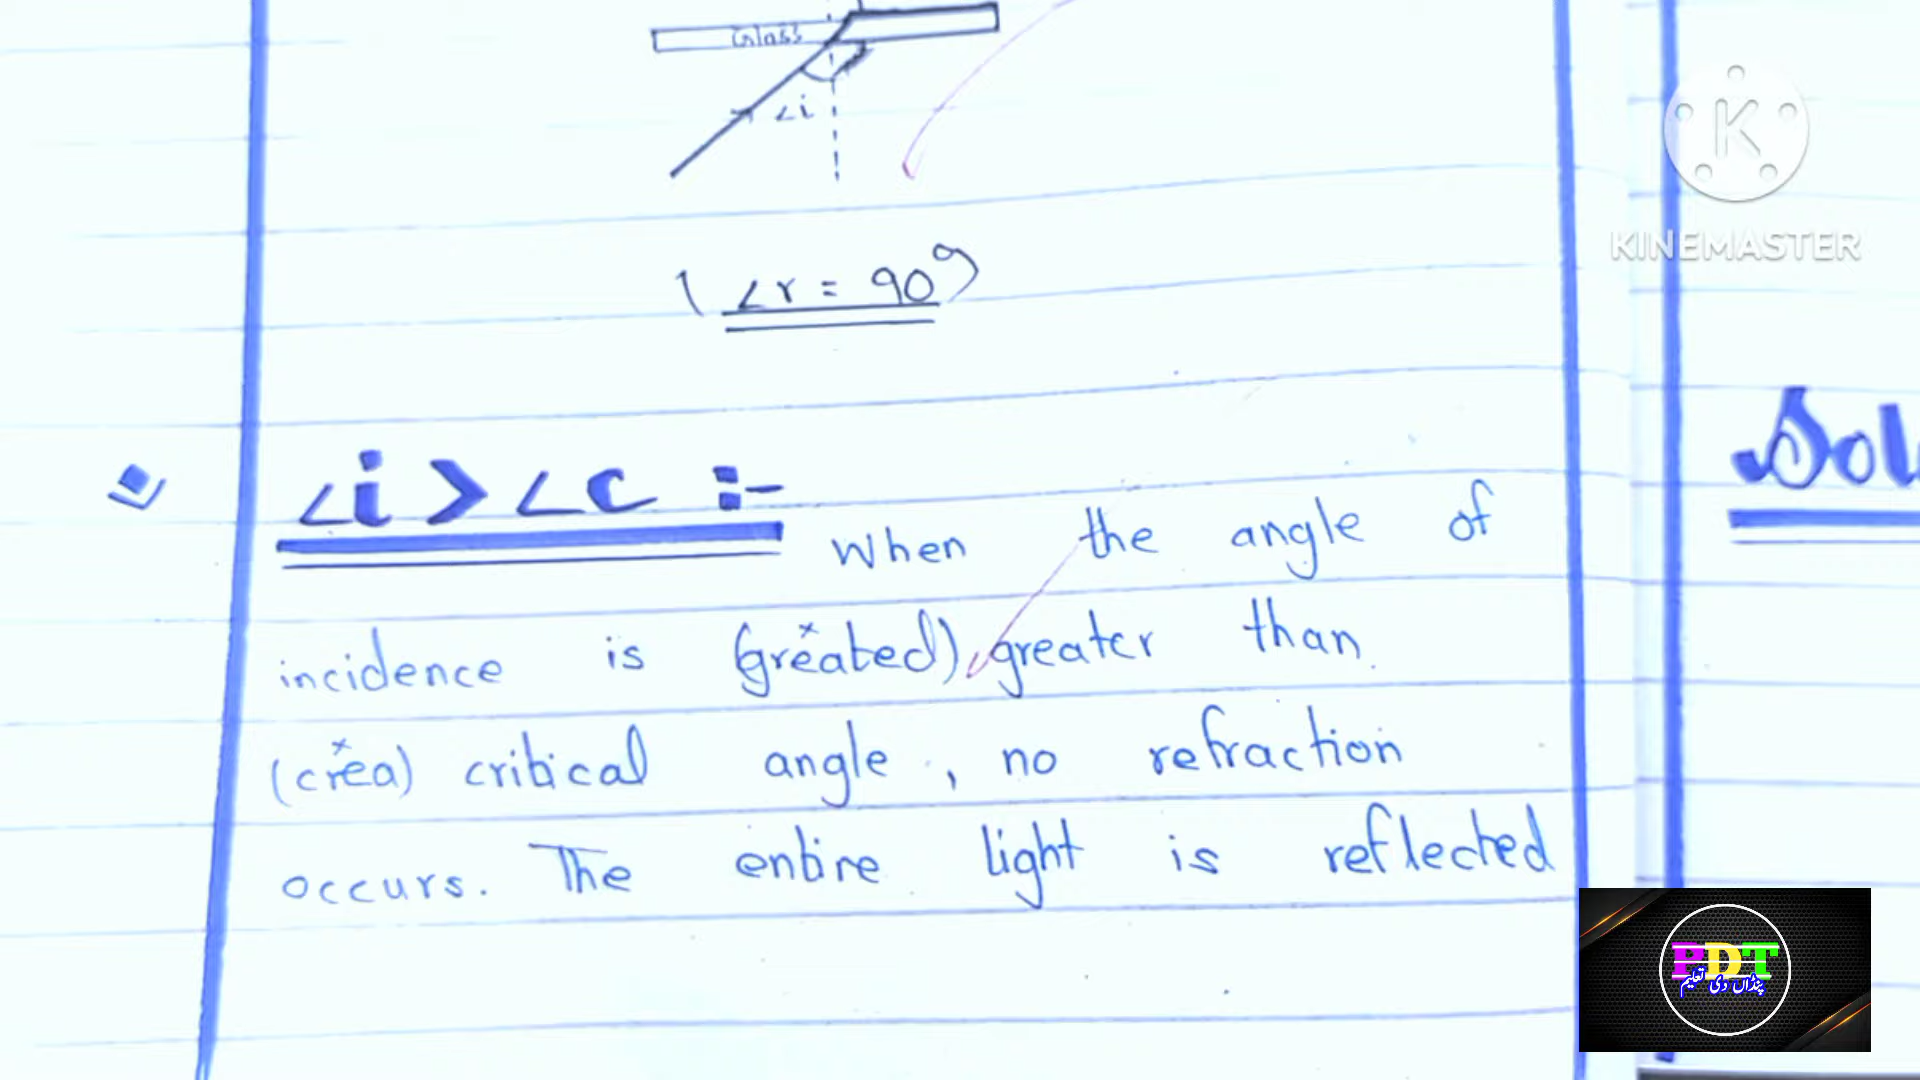 Glass
∠i
KINEMASTER
(∠r = 90°)
∠i > ∠c :-
When the angle of
incidence is (greated) greater than
(crea) critical angle, no refraction
occurs. The entire light is reflected
Sol
PDT
پنڈاں دی تعلیم